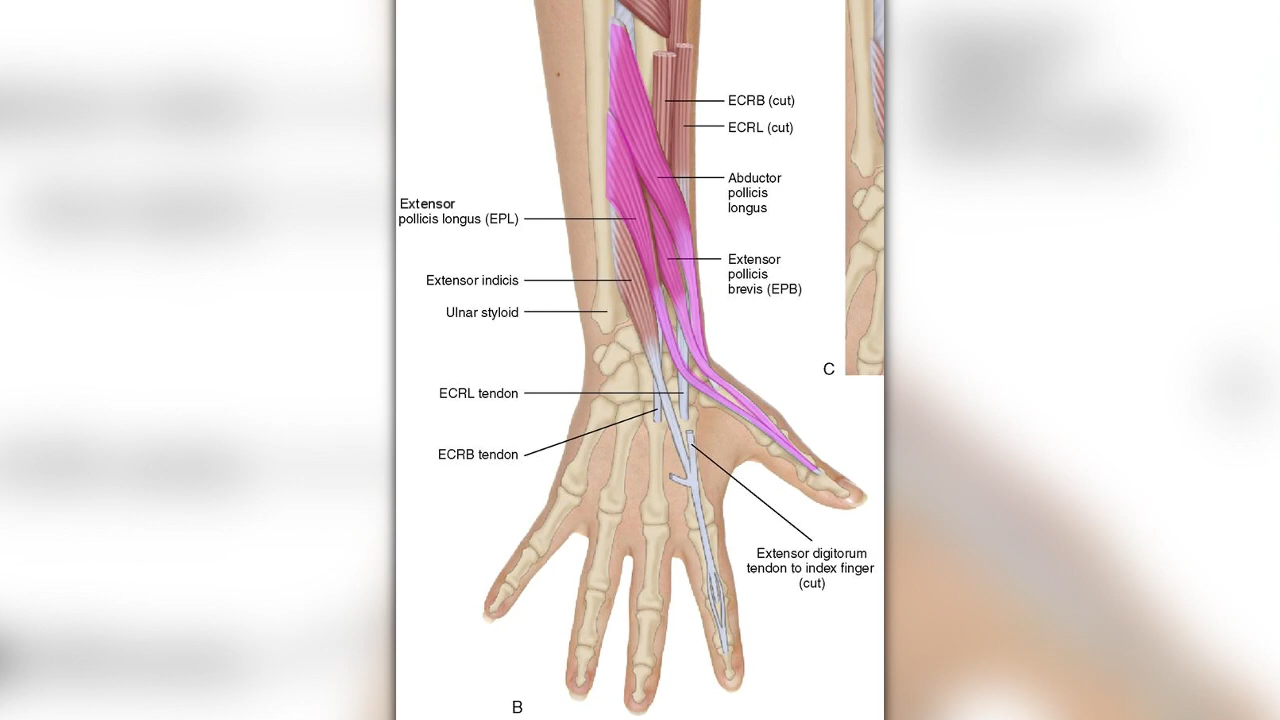 ECRB (cut)
ECRL (cut)
Abductor
pollicis
longus
Extensor
pollicis longus (EPL)
Extensor
pollicis
brevis (EPB)
Extensor indicis
Ulnar styloid
C
ECRL tendon
ECRB tendon
Extensor digitorum
tendon to index finger
(cut)
B